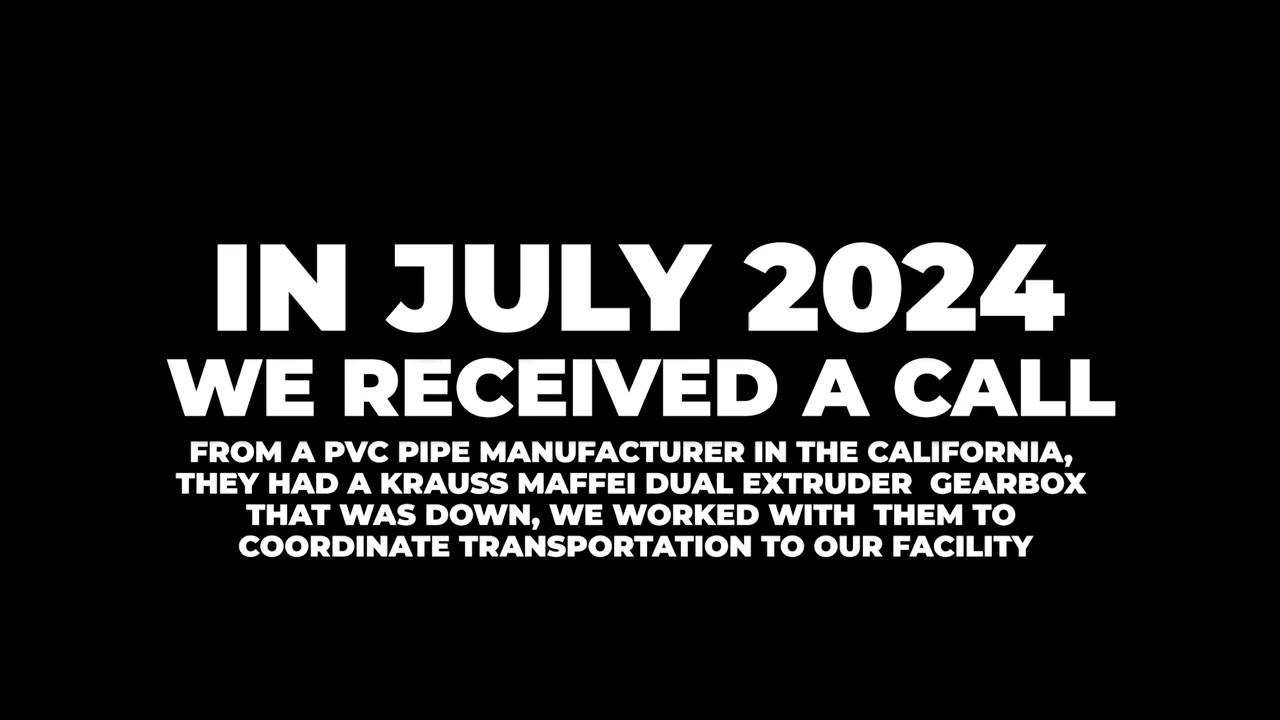 IN JULY 2024
WE RECEIVED A CALL
FROM A PVC PIPE MANUFACTURER IN THE CALIFORNIA,
THEY HAD A KRAUSS MAFFEI DUAL EXTRUDER  GEARBOX
THAT WAS DOWN, WE WORKED WITH  THEM TO
COORDINATE TRANSPORTATION TO OUR FACILITY